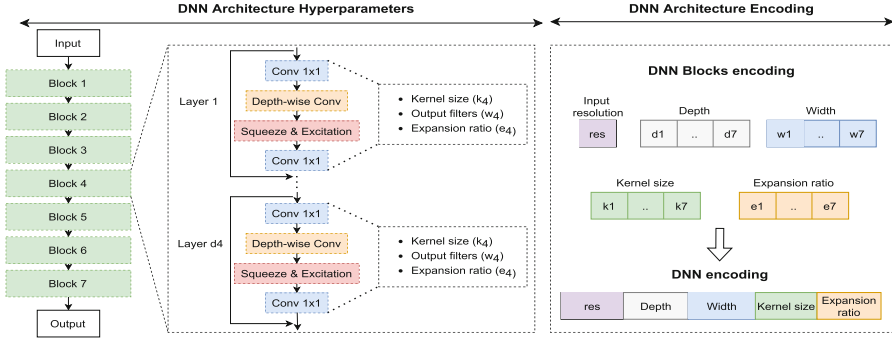 DNN Architecture Hyperparameters
DNN Architecture Encoding
Input
Block 1
Block 2
Block 3
Block 4
Block 5
Block 6
Block 7
Output
Layer 1
Conv 1x1
Depth-wise Conv
Squeeze & Excitation
Conv 1x1
• Kernel size (k4)
• Output filters (w4)
• Expansion ratio (e4)
Layer d4
Conv 1x1
Depth-wise Conv
Squeeze & Excitation
Conv 1x1
• Kernel size (k4)
• Output filters (w4)
• Expansion ratio (e4)
DNN Blocks encoding
Input
resolution
res
Depth
d1 .. d7
Width
w1 .. w7
Kernel size
k1 .. k7
Expansion ratio
e1 .. e7
DNN encoding
res Depth Width Kernel size Expansion
ratio